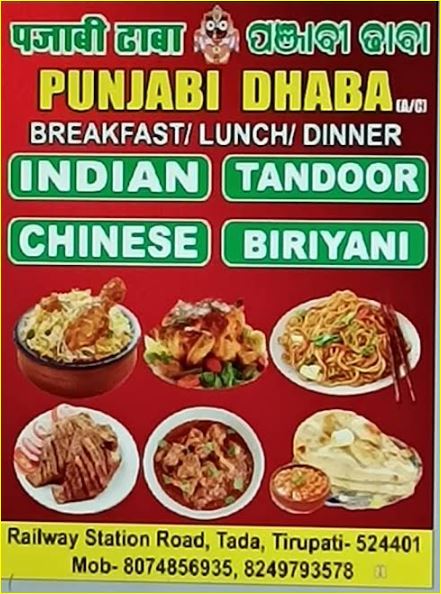 पजाबी ढाबा ପଞ୍ଜାବୀ ଢାବା
PUNJABI DHABA (A/C)
BREAKFAST/ LUNCH/ DINNER
INDIAN TANDOOR
CHINESE BIRIYANI
Railway Station Road, Tada, Tirupati- 524401
Mob- 8074856935, 8249793578